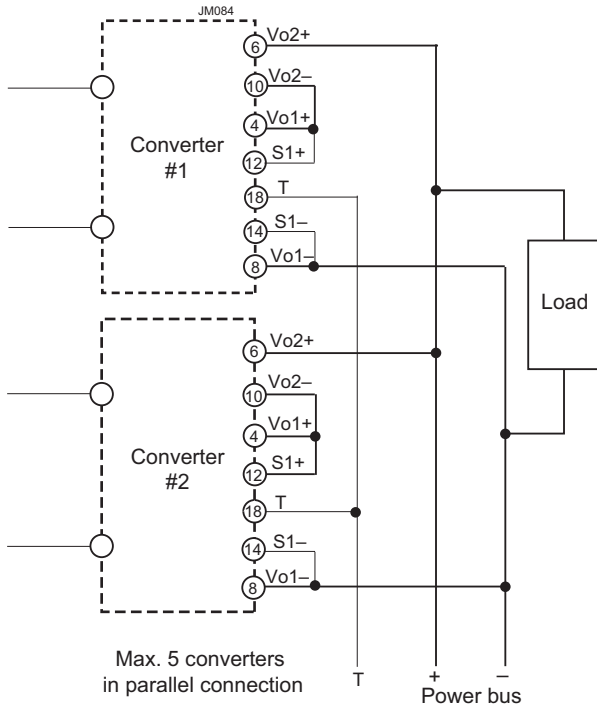 JM084
6 Vo2+
10 Vo2–
4 Vo1+
12 S1+
18 T
14 S1–
8 Vo1–
Converter
#1
Load
6 Vo2+
10 Vo2–
4 Vo1+
12 S1+
18 T
14 S1–
8 Vo1–
Converter
#2
Max. 5 converters
in parallel connection
T
+
–
Power bus